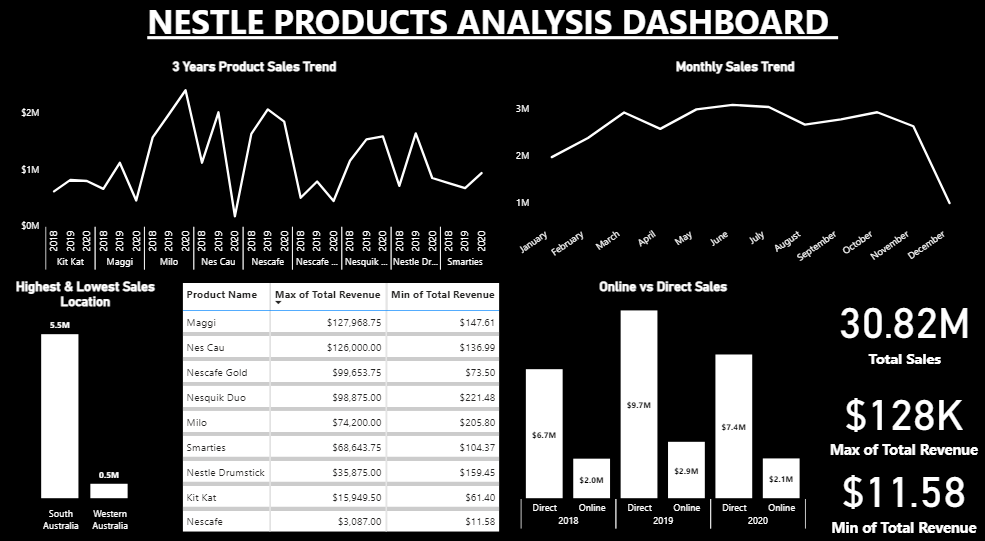 NESTLE PRODUCTS ANALYSIS DASHBOARD
3 Years Product Sales Trend
$2M
$1M
$0M
2018 2019 2020 2018 2019 2020 2018 2019 2020 2018 2019 2020 2018 2019 2020 2018 2019 2020 2018 2019 2020 2018 2019 2020 2018 2019 2020
Kit Kat Maggi Milo Nes Cau Nescafe Nescafe ... Nesquik ... Nestle Dr... Smarties
Monthly Sales Trend
3M
2M
1M
January February March April May June July August September October November December
Highest & Lowest Sales
Location
5.5M
0.5M
South Western
Australia Australia
Product Name Max of Total Revenue Min of Total Revenue
Maggi $127,968.75 $147.61
Nes Cau $126,000.00 $136.99
Nescafe Gold $99,653.75 $73.50
Nesquik Duo $98,875.00 $221.48
Milo $74,200.00 $205.80
Smarties $68,643.75 $104.37
Nestle Drumstick $35,875.00 $159.45
Kit Kat $15,949.50 $61.40
Nescafe $3,087.00 $11.58
Online vs Direct Sales
$6.7M $2.0M $9.7M $2.9M $7.4M $2.1M
Direct Online Direct Online Direct Online
2018 2019 2020
30.82M
Total Sales
$128K
Max of Total Revenue
$11.58
Min of Total Revenue